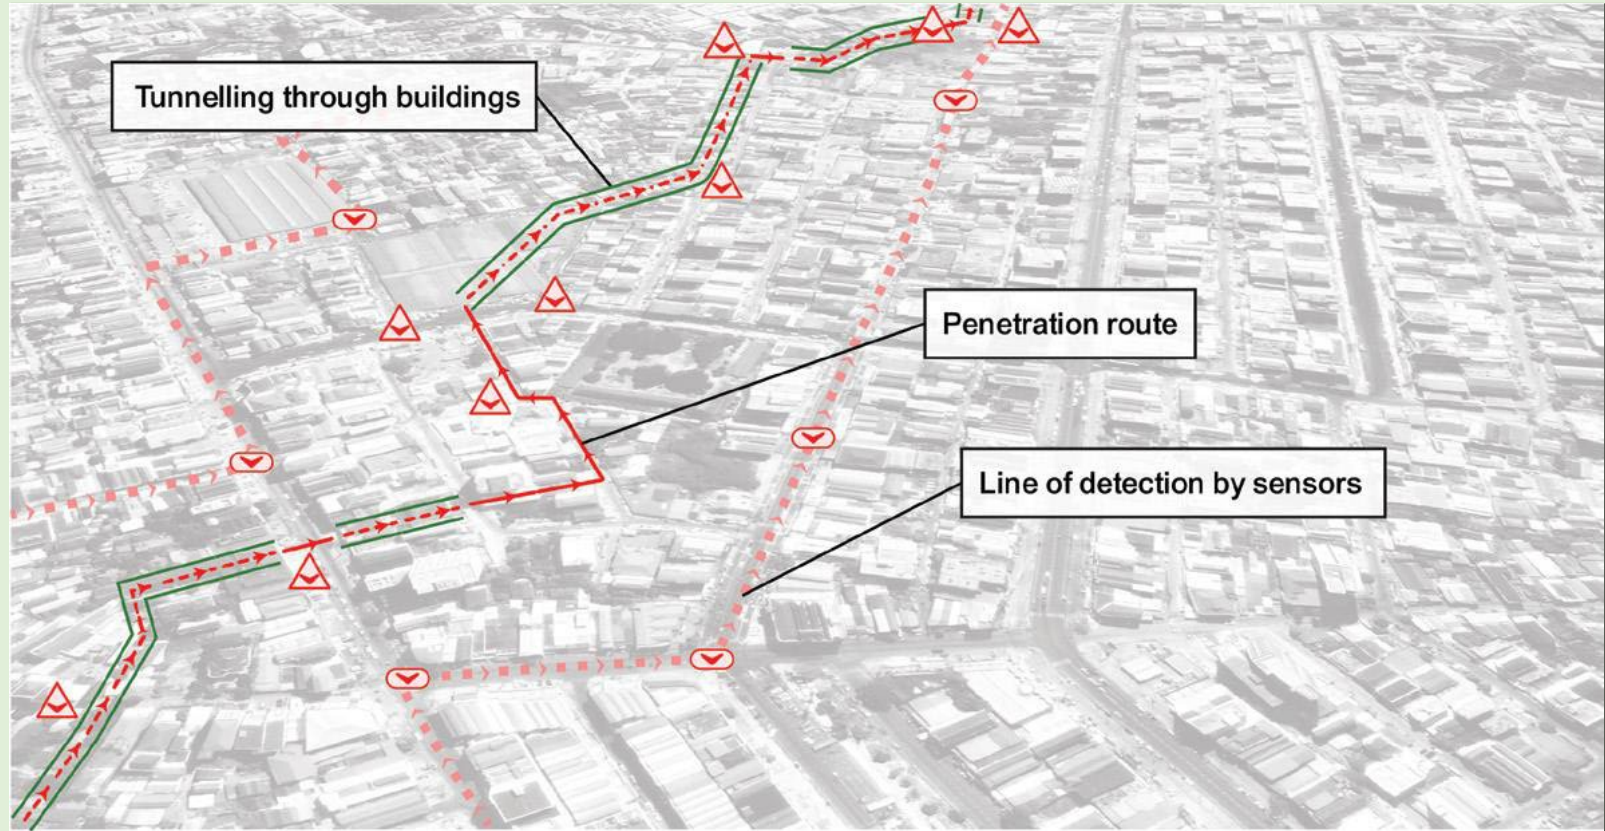 Tunnelling through buildings
Penetration route
Line of detection by sensors